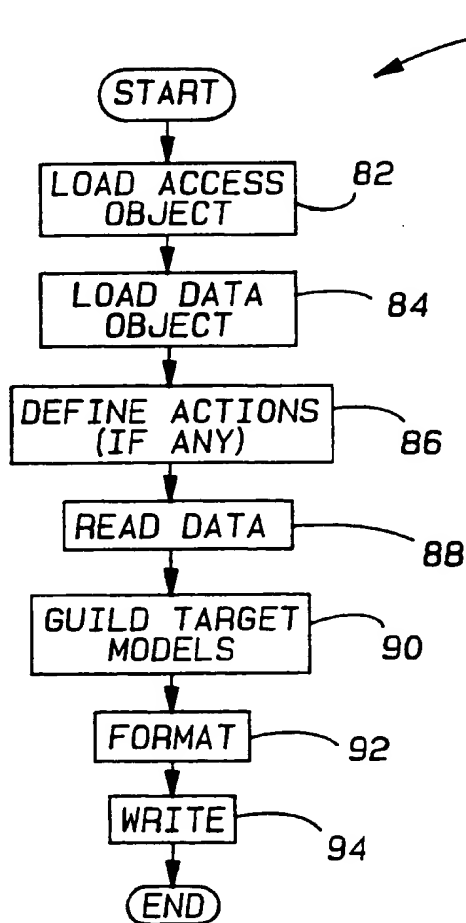 START
LOAD ACCESS
OBJECT
82
LOAD DATA
OBJECT
84
DEFINE ACTIONS
(IF ANY)
86
READ DATA
88
GUILD TARGET
MODELS
90
FORMAT
92
WRITE
94
END